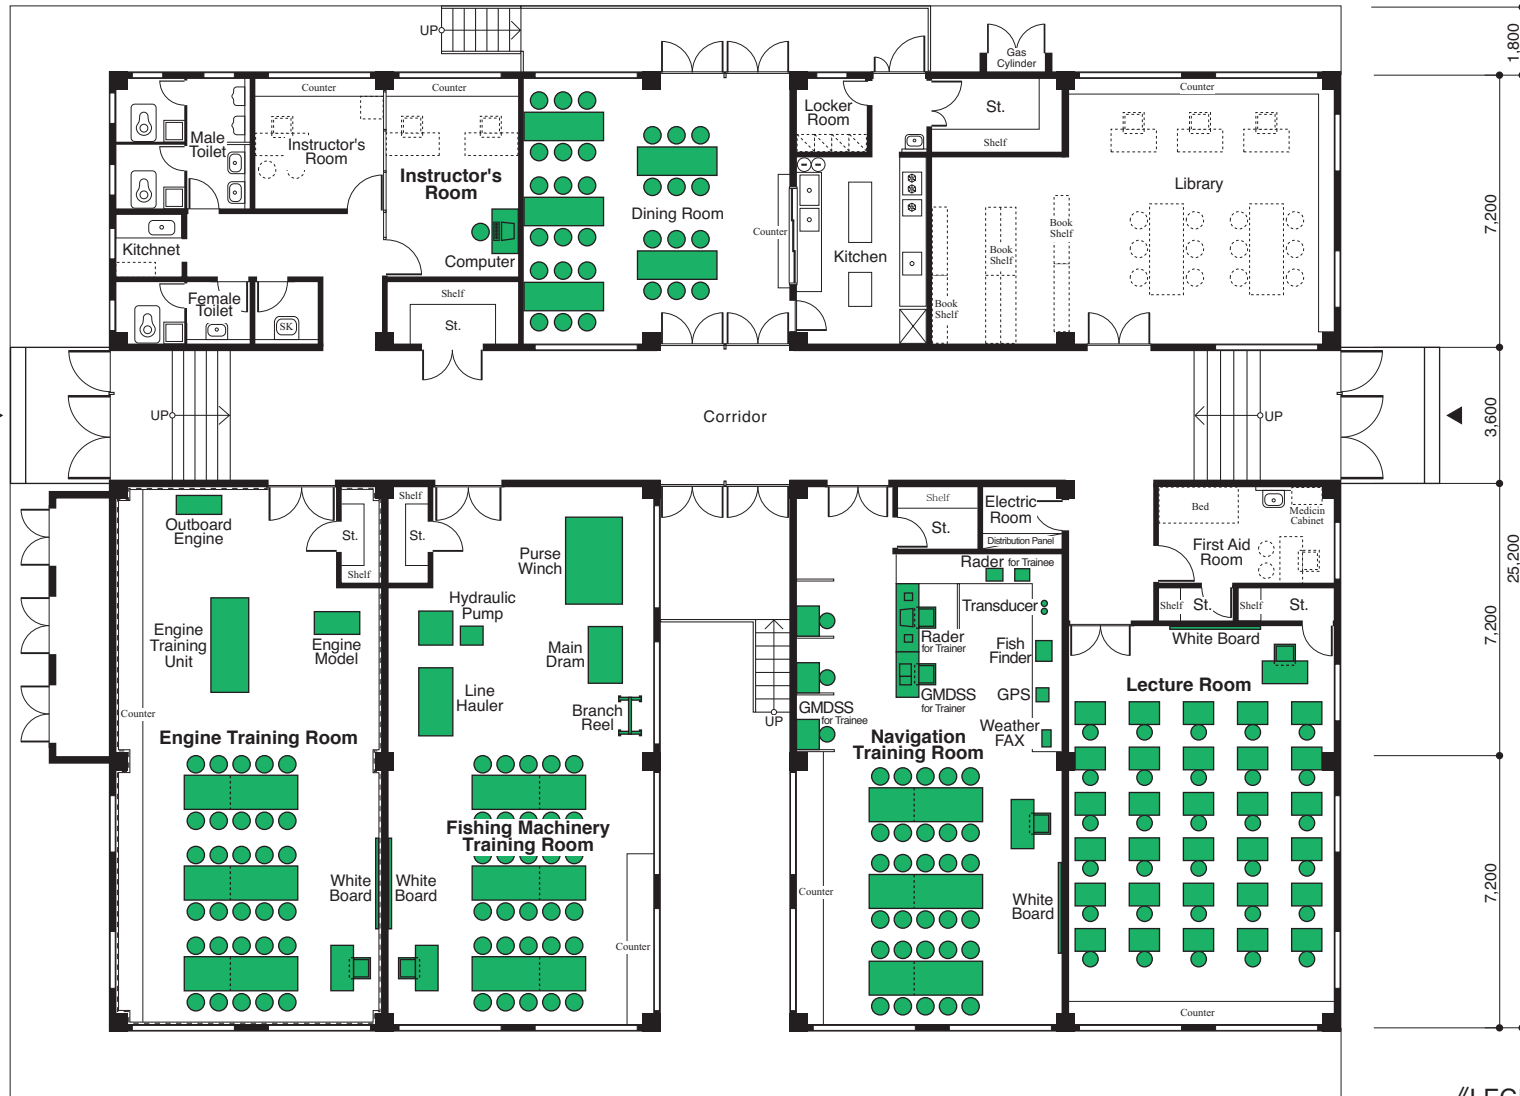 UP
Gas
Cylinder
1,800
Counter
Counter
Counter
Male
Toilet
Instructor's
Room
Instructor's
Room
Locker
Room
St.
Shelf
Library
Dining Room
Counter
Kitchen
Book
Shelf
Book
Shelf
Book
Shelf
7,200
Kitchnet
Computer
Female
Toilet
SK
Shelf
St.
UP
Corridor
UP
3,600
Outboard
Engine
St.
Shelf
Shelf
St.
Purse
Winch
Shelf
St.
Electric
Room
Distribution Panel
Bed
Medicin
Cabinet
First Aid
Room
25,200
Engine
Training
Unit
Engine
Model
Hydraulic
Pump
Main
Dram
Line
Hauler
Branch
Reel
UP
Rader for Trainee
Transducer
Rader
for Trainer
Fish
Finder
GMDSS
for Trainer
GPS
GMDSS
for Trainee
Weather
FAX
Shelf
St.
Shelf
St.
White Board
Lecture Room
7,200
Counter
Engine Training Room
Navigation
Training Room
Fishing Machinery
Training Room
White
Board
White
Board
Counter
Counter
White
Board
7,200
Counter